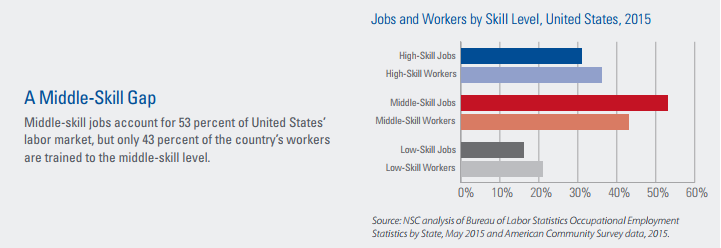 Jobs and Workers by Skill Level, United States, 2015
High-Skill Jobs
High-Skill Workers
A Middle-Skill Gap
Middle-skill jobs account for 53 percent of United States’
labor market, but only 43 percent of the country’s workers
are trained to the middle-skill level.
Middle-Skill Jobs
Middle-Skill Workers
Low-Skill Jobs
Low-Skill Workers
0% 10% 20% 30% 40% 50% 60%
Source: NSC analysis of Bureau of Labor Statistics Occupational Employment
Statistics by State, May 2015 and American Community Survey data, 2015.